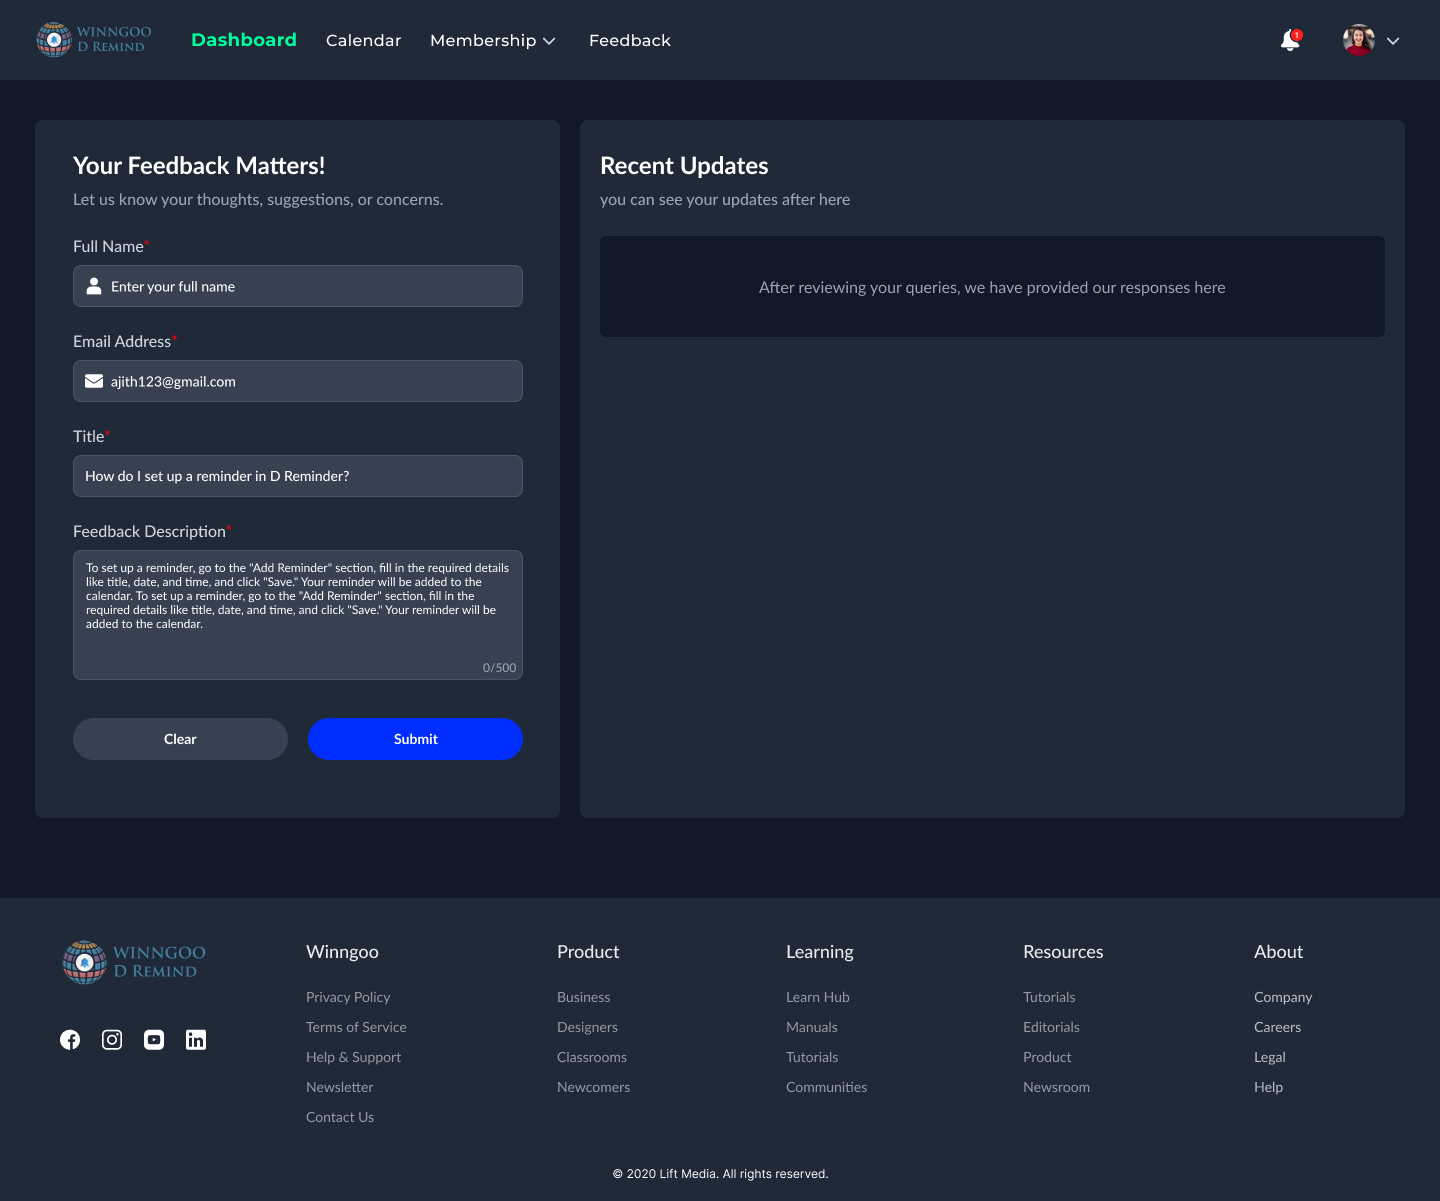 WINNGOO
D REMIND
Dashboard
Calendar
Membership
Feedback
1
Your Feedback Matters!
Let us know your thoughts, suggestions, or concerns.
Full Name*
Enter your full name
Email Address*
ajith123@gmail.com
Title*
How do I set up a reminder in D Reminder?
Feedback Description*
To set up a reminder, go to the "Add Reminder" section, fill in the required details
like title, date, and time, and click "Save." Your reminder will be added to the
calendar. To set up a reminder, go to the "Add Reminder" section, fill in the
required details like title, date, and time, and click "Save." Your reminder will be
added to the calendar.
0/500
Clear
Submit
Recent Updates
you can see your updates after here
After reviewing your queries, we have provided our responses here
WINNGOO
D REMIND
Winngoo
Privacy Policy
Terms of Service
Help & Support
Newsletter
Contact Us
Product
Business
Designers
Classrooms
Newcomers
Learning
Learn Hub
Manuals
Tutorials
Communities
Resources
Tutorials
Editorials
Product
Newsroom
About
Company
Careers
Legal
Help
© 2020 Lift Media. All rights reserved.